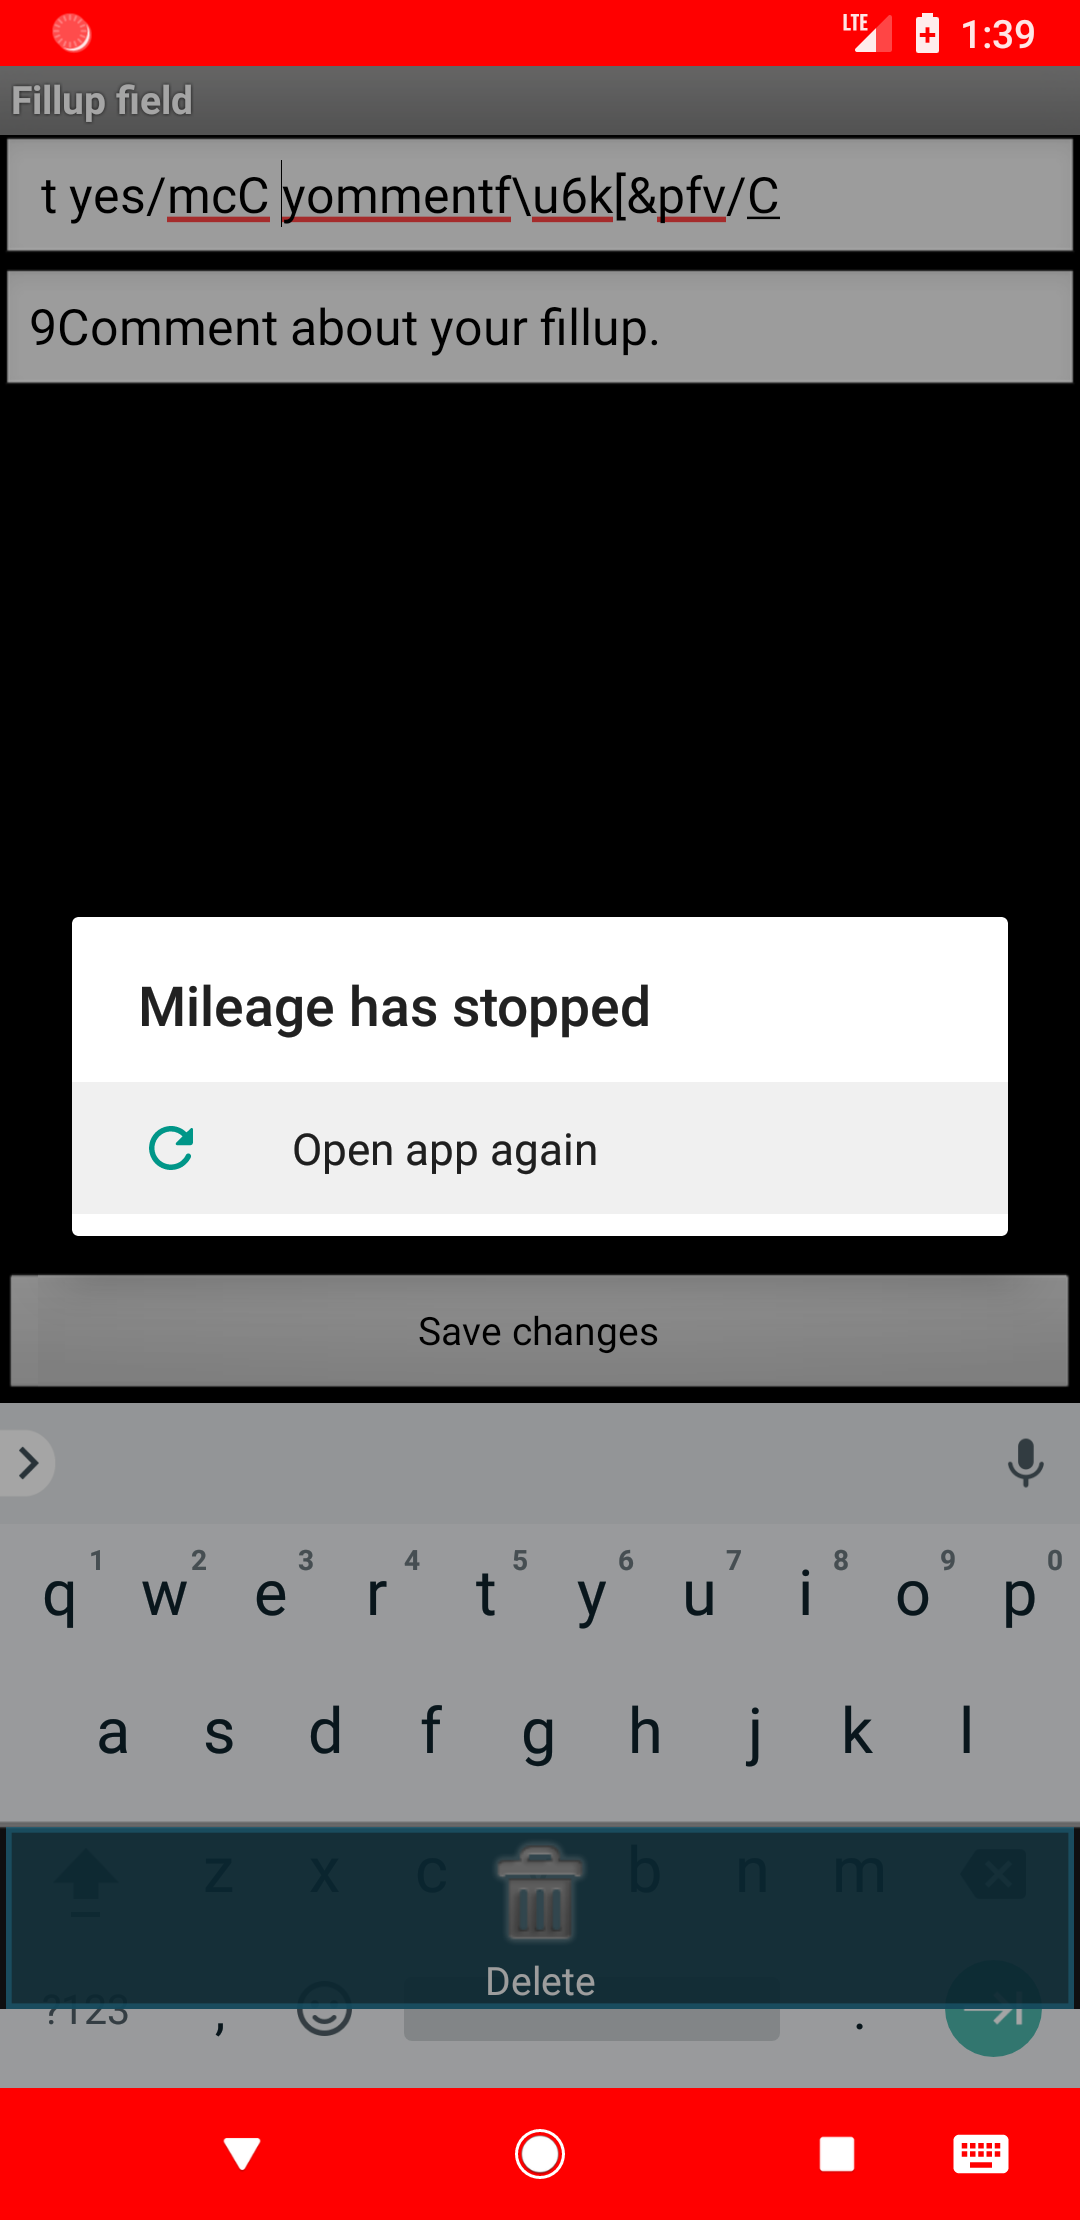 LTE 1:39
Fillup field
t yes/mcC yommentf\u6k[&pfv/C
9Comment about your fillup.
Mileage has stopped
Open app again
Save changes
1 2 3 4 5 6 7 8 9 0
q w e r t y u i o p
a s d f g h j k l
z x c b n m
Delete
?123 , .